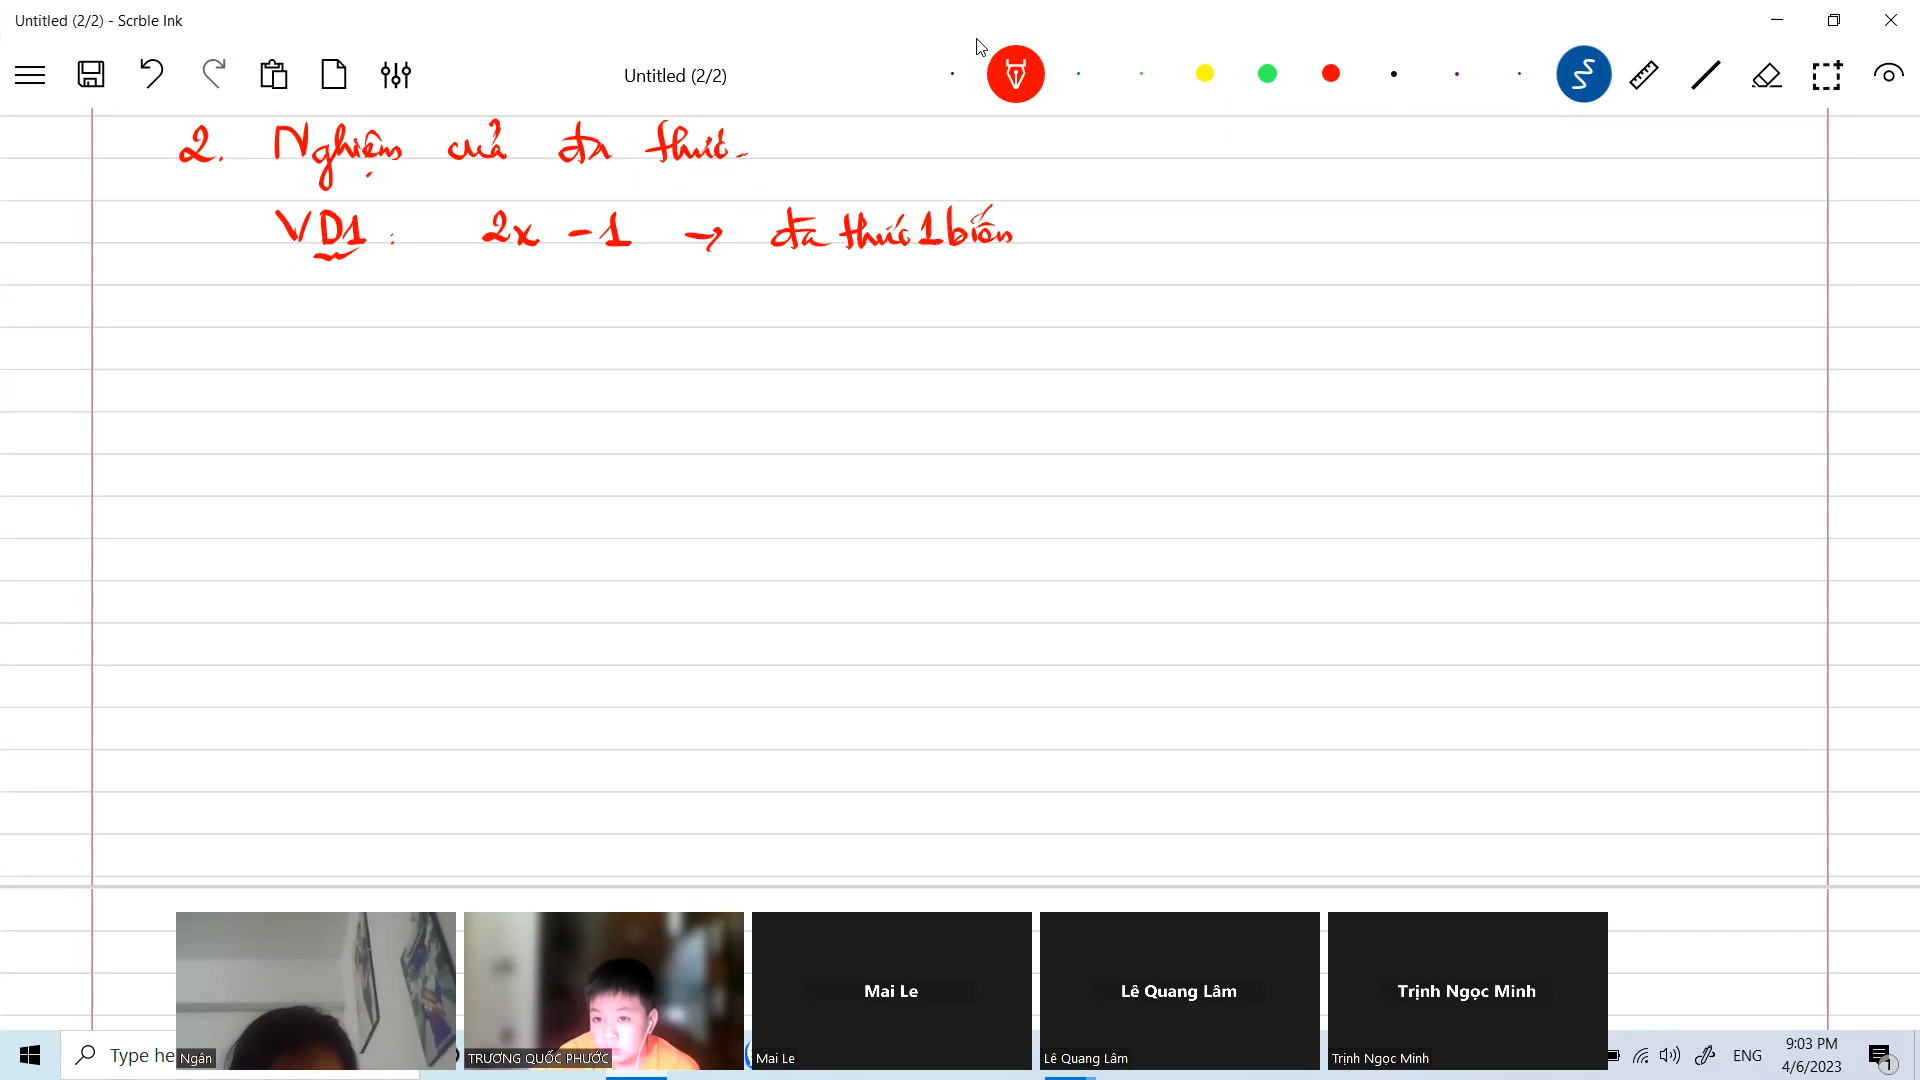 Untitled (2/2) - Scrble Ink
Untitled (2/2)
2. Nghiệm củả đa thức.
VD1: 2x - 1 → đa thức 1 biến
Mai Le
Lê Quang Lâm
Trịnh Ngọc Minh
Ngân
TRƯƠNG QUỐC PHƯỚC
Mai Le
Lê Quang Lâm
Trịnh Ngọc Minh
Type he
ENG
9:03 PM
4/6/2023
1